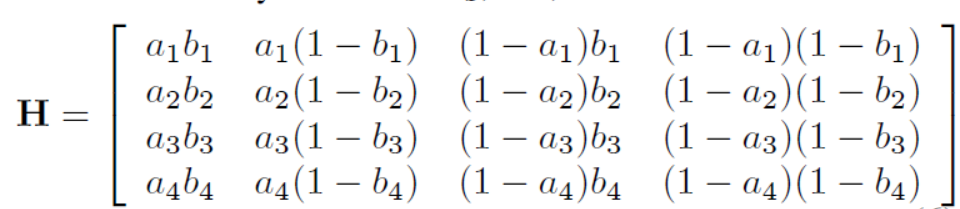 a₁b₁ a₁(1 − b₁) (1 − a₁)b₁ (1 − a₁)(1 − b₁)
a₂b₂ a₂(1 − b₂) (1 − a₂)b₂ (1 − a₂)(1 − b₂)
H =
a₃b₃ a₃(1 − b₃) (1 − a₃)b₃ (1 − a₃)(1 − b₃)
a₄b₄ a₄(1 − b₄) (1 − a₄)b₄ (1 − a₄)(1 − b₄)